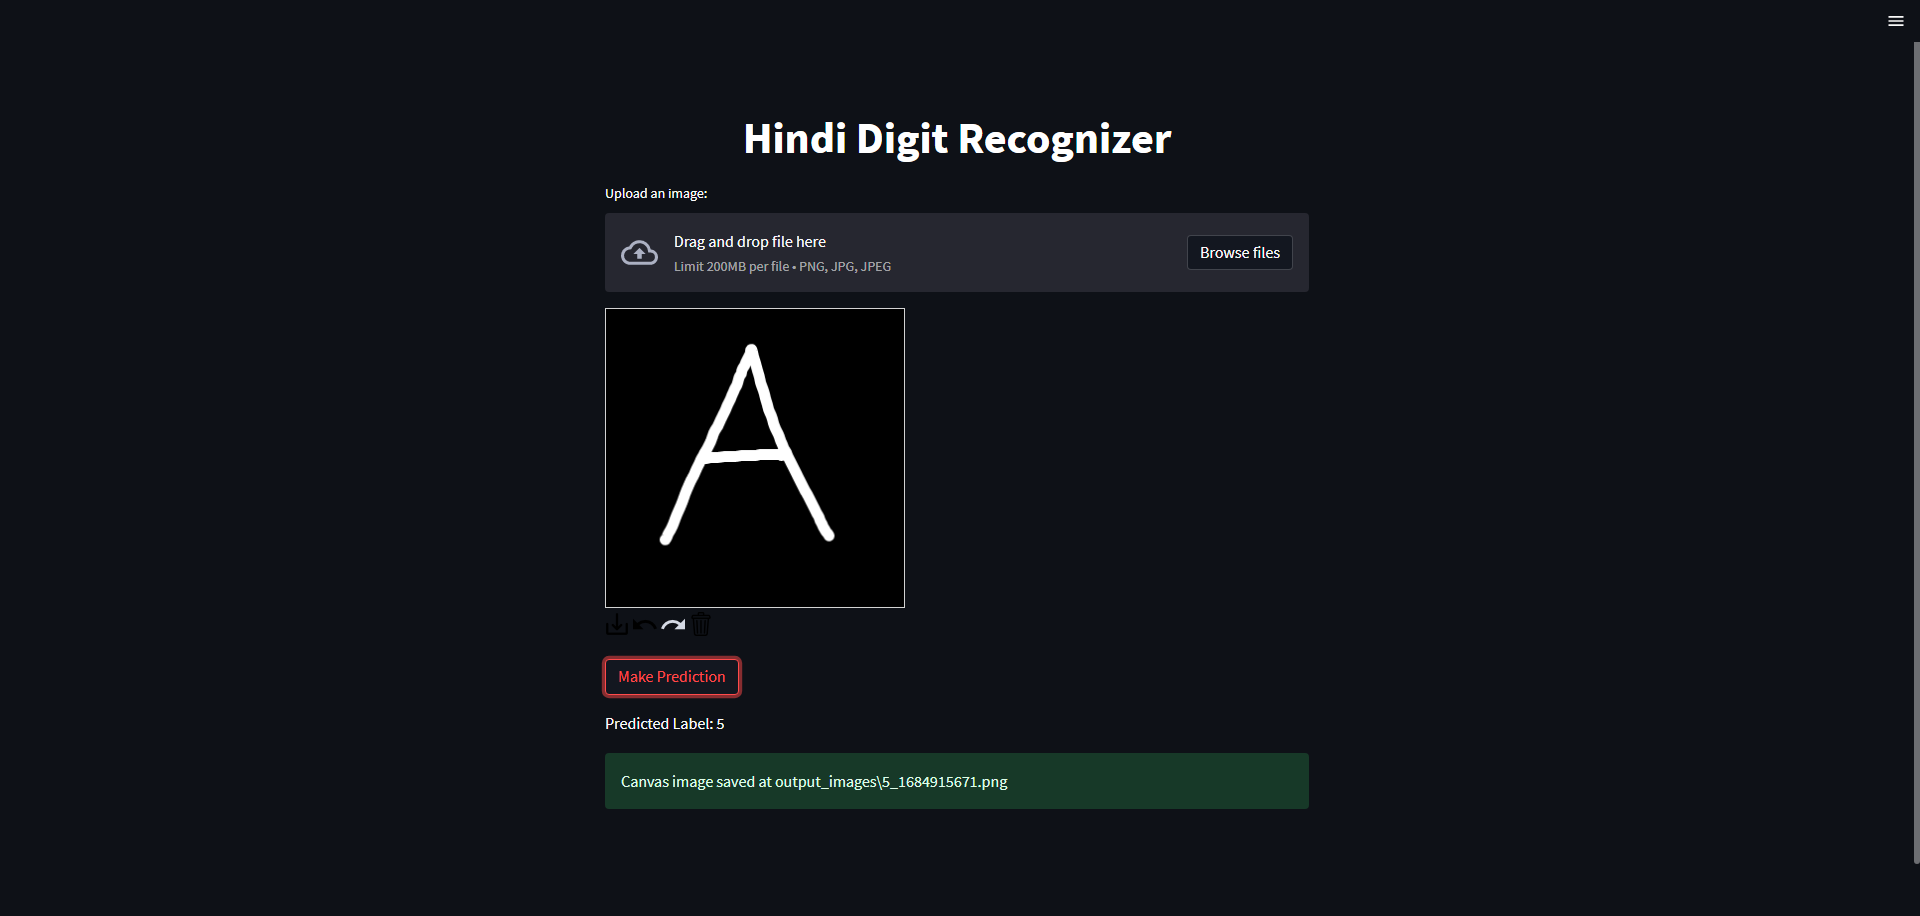 Hindi Digit Recognizer
Upload an image:
Drag and drop file here
Limit 200MB per file • PNG, JPG, JPEG
Browse files
A
Make Prediction
Predicted Label: 5
Canvas image saved at output_images\5_1684915671.png